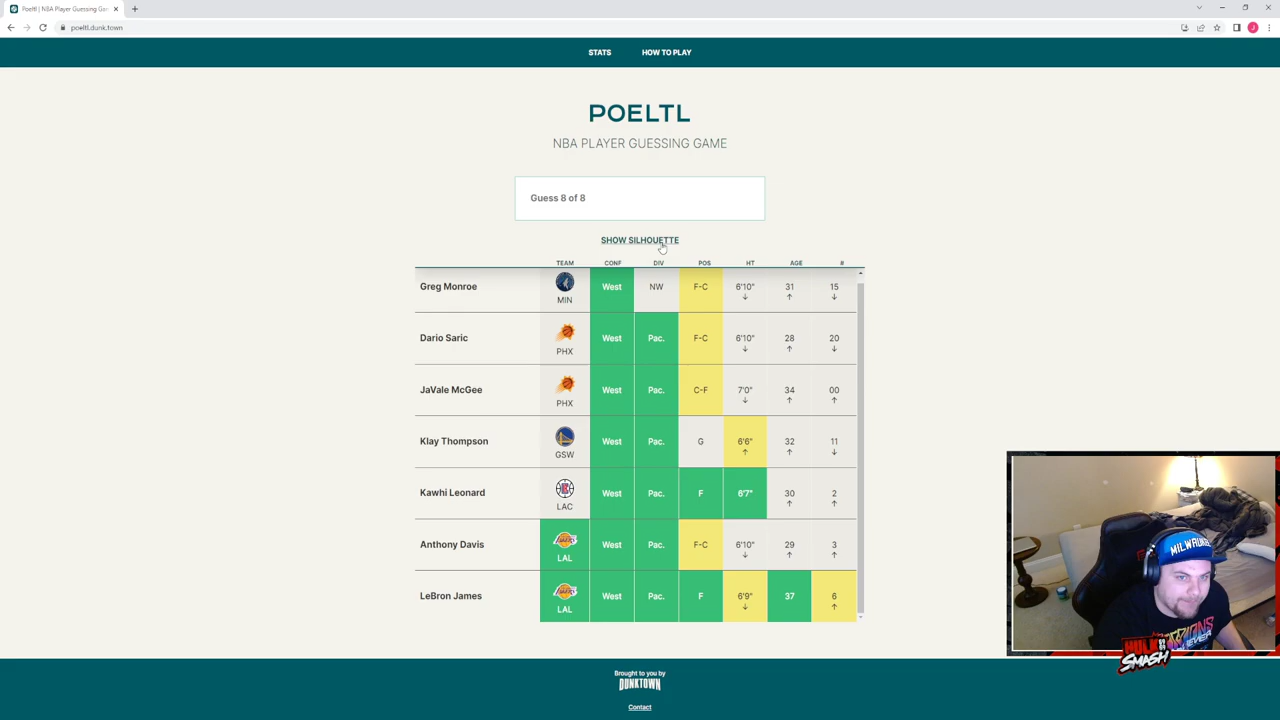 Poeltl | NBA Player Guessing Game
poeltl.dunk.town
STATS HOW TO PLAY
POELTL
NBA PLAYER GUESSING GAME
Guess 8 of 8
SHOW SILHOUETTE
TEAM CONF DIV POS HT AGE #
Greg Monroe MIN West NW F-C 6'10" ↓ 31 ↑ 15 ↓
Dario Saric PHX West Pac. F-C 6'10" ↓ 28 ↑ 20 ↓
JaVale McGee PHX West Pac. C-F 7'0" ↓ 34 ↑ 00 ↑
Klay Thompson GSW West Pac. G 6'6" ↑ 32 ↑ 11 ↓
Kawhi Leonard LAC West Pac. F 6'7" 30 ↑ 2 ↑
Anthony Davis LAL West Pac. F-C 6'10" ↓ 29 ↑ 3 ↑
LeBron James LAL West Pac. F 6'9" ↓ 37 6 ↑
HULK
SMASH
Brought to you by
DUNKTOWN
Contact